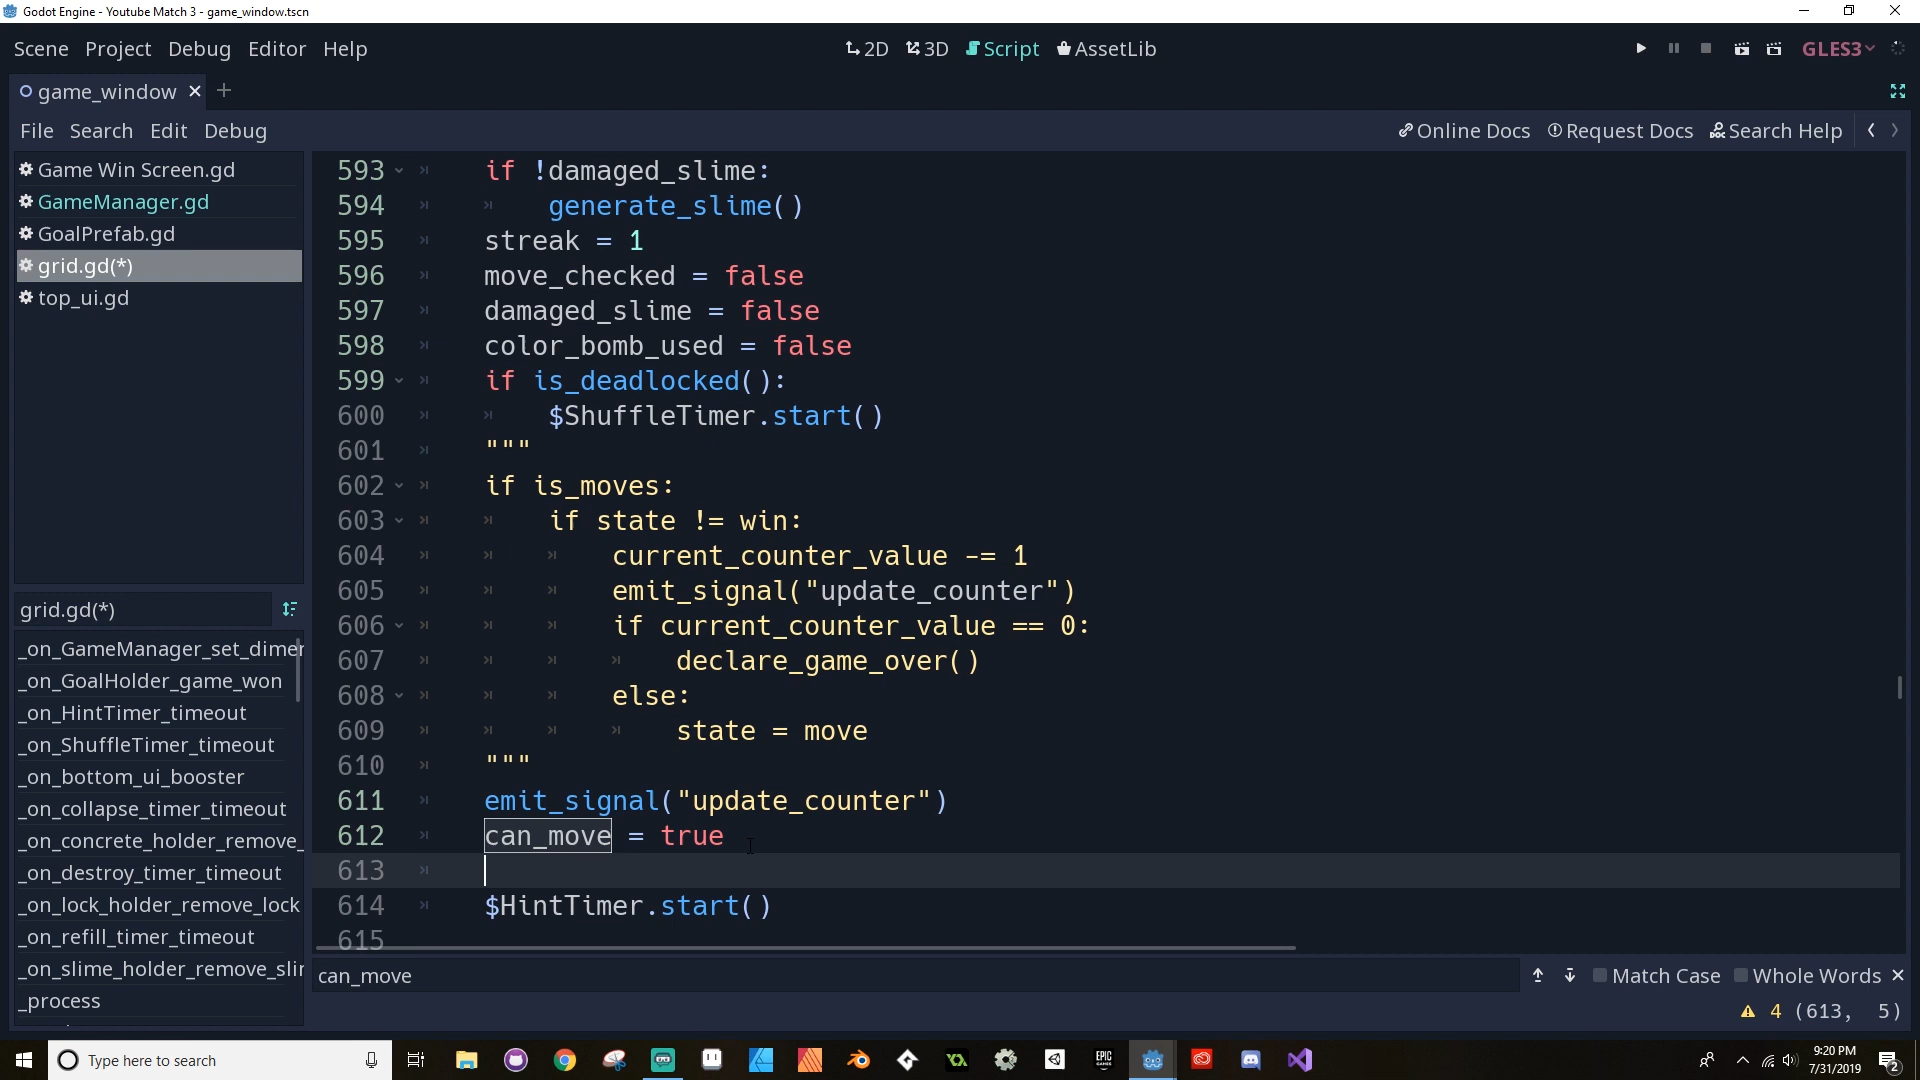 Godot Engine - Youtube Match 3 - game_window.tscn
Scene Project Debug Editor Help
2D 3D Script AssetLib
GLES3
game_window
File Search Edit Debug
Online Docs Request Docs Search Help
Game Win Screen.gd
GameManager.gd
GoalPrefab.gd
grid.gd(*)
top_ui.gd
grid.gd(*)
_on_GameManager_set_dimer
_on_GoalHolder_game_won
_on_HintTimer_timeout
_on_ShuffleTimer_timeout
_on_bottom_ui_booster
_on_collapse_timer_timeout
_on_concrete_holder_remove_
_on_destroy_timer_timeout
_on_lock_holder_remove_lock
_on_refill_timer_timeout
_on_slime_holder_remove_sli
_process
593 if !damaged_slime:
594 generate_slime()
595 streak = 1
596 move_checked = false
597 damaged_slime = false
598 color_bomb_used = false
599 if is_deadlocked():
600 $ShuffleTimer.start()
601 """
602 if is_moves:
603 if state != win:
604 current_counter_value -= 1
605 emit_signal("update_counter")
606 if current_counter_value == 0:
607 declare_game_over()
608 else:
609 state = move
610 """
611 emit_signal("update_counter")
612 can_move = true
613
614 $HintTimer.start()
615
can_move
Match Case Whole Words
4 (613, 5)
Type here to search
EPIC GAMES
9:20 PM
7/31/2019
2